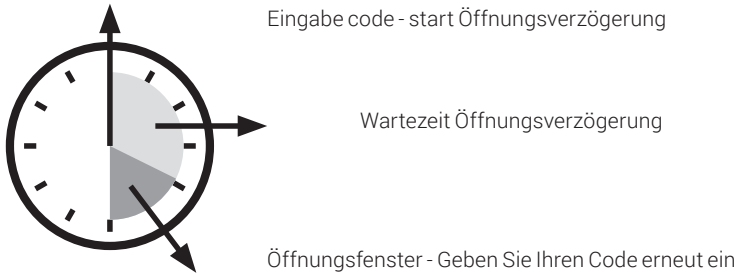 Eingabe code - start Öffnungsverzögerung
Wartezeit Öffnungsverzögerung
Öffnungsfenster - Geben Sie Ihren Code erneut ein